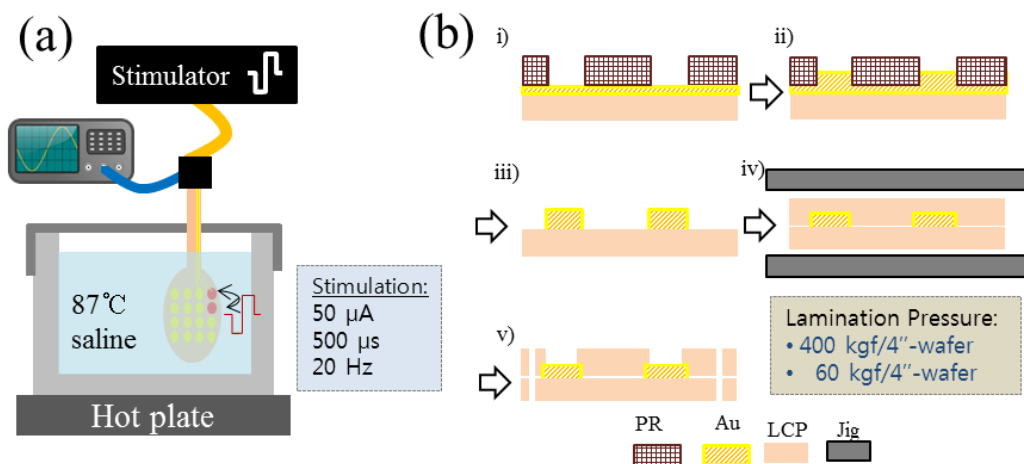 (a)
Stimulator
87℃
saline
Hot plate
Stimulation:
50 µA
500 µs
20 Hz
(b)
i)
ii)
iii)
iv)
Lamination Pressure:
• 400 kgf/4″-wafer
• 60 kgf/4″-wafer
v)
PR
Au
LCP
Jig